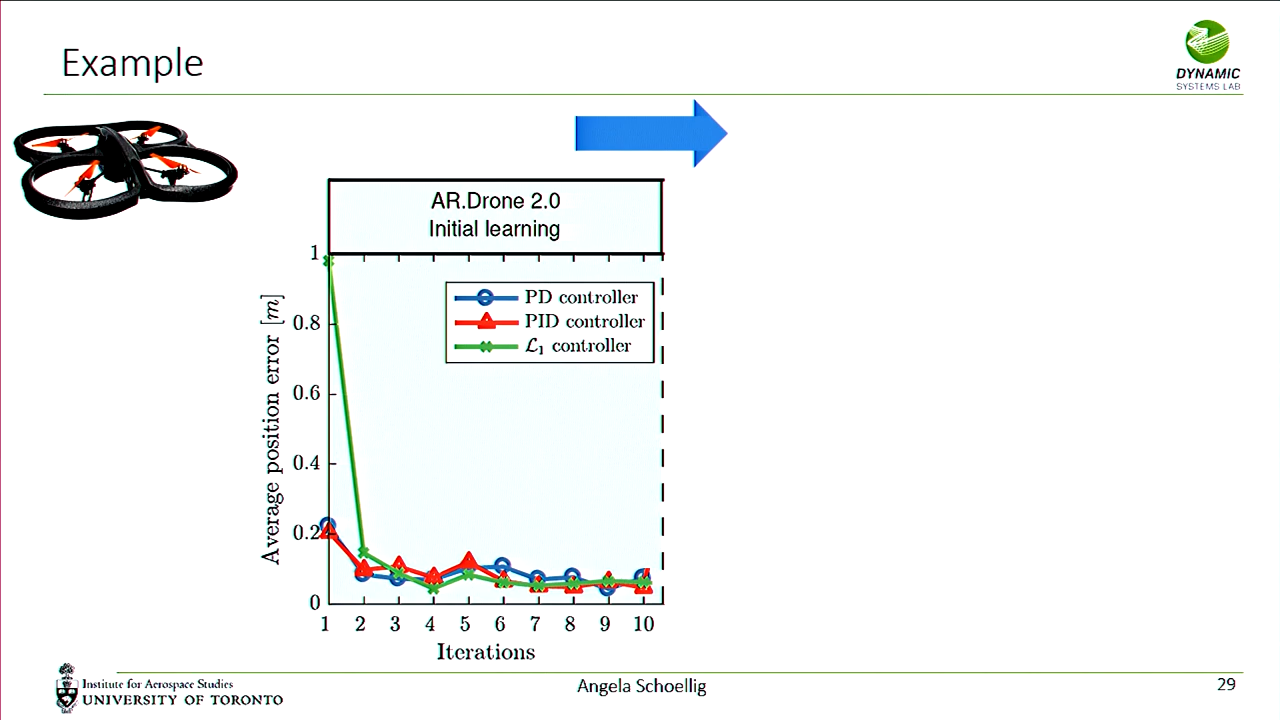 Example
DYNAMIC
SYSTEMS LAB
AR.Drone 2.0
Initial learning
1
0.8
0.6
0.4
0.2
0
Average position error [m]
PD controller
PID controller
ℒ₁ controller
1 2 3 4 5 6 7 8 9 10
Iterations
Institute for Aerospace Studies
UNIVERSITY OF TORONTO
Angela Schoellig
29